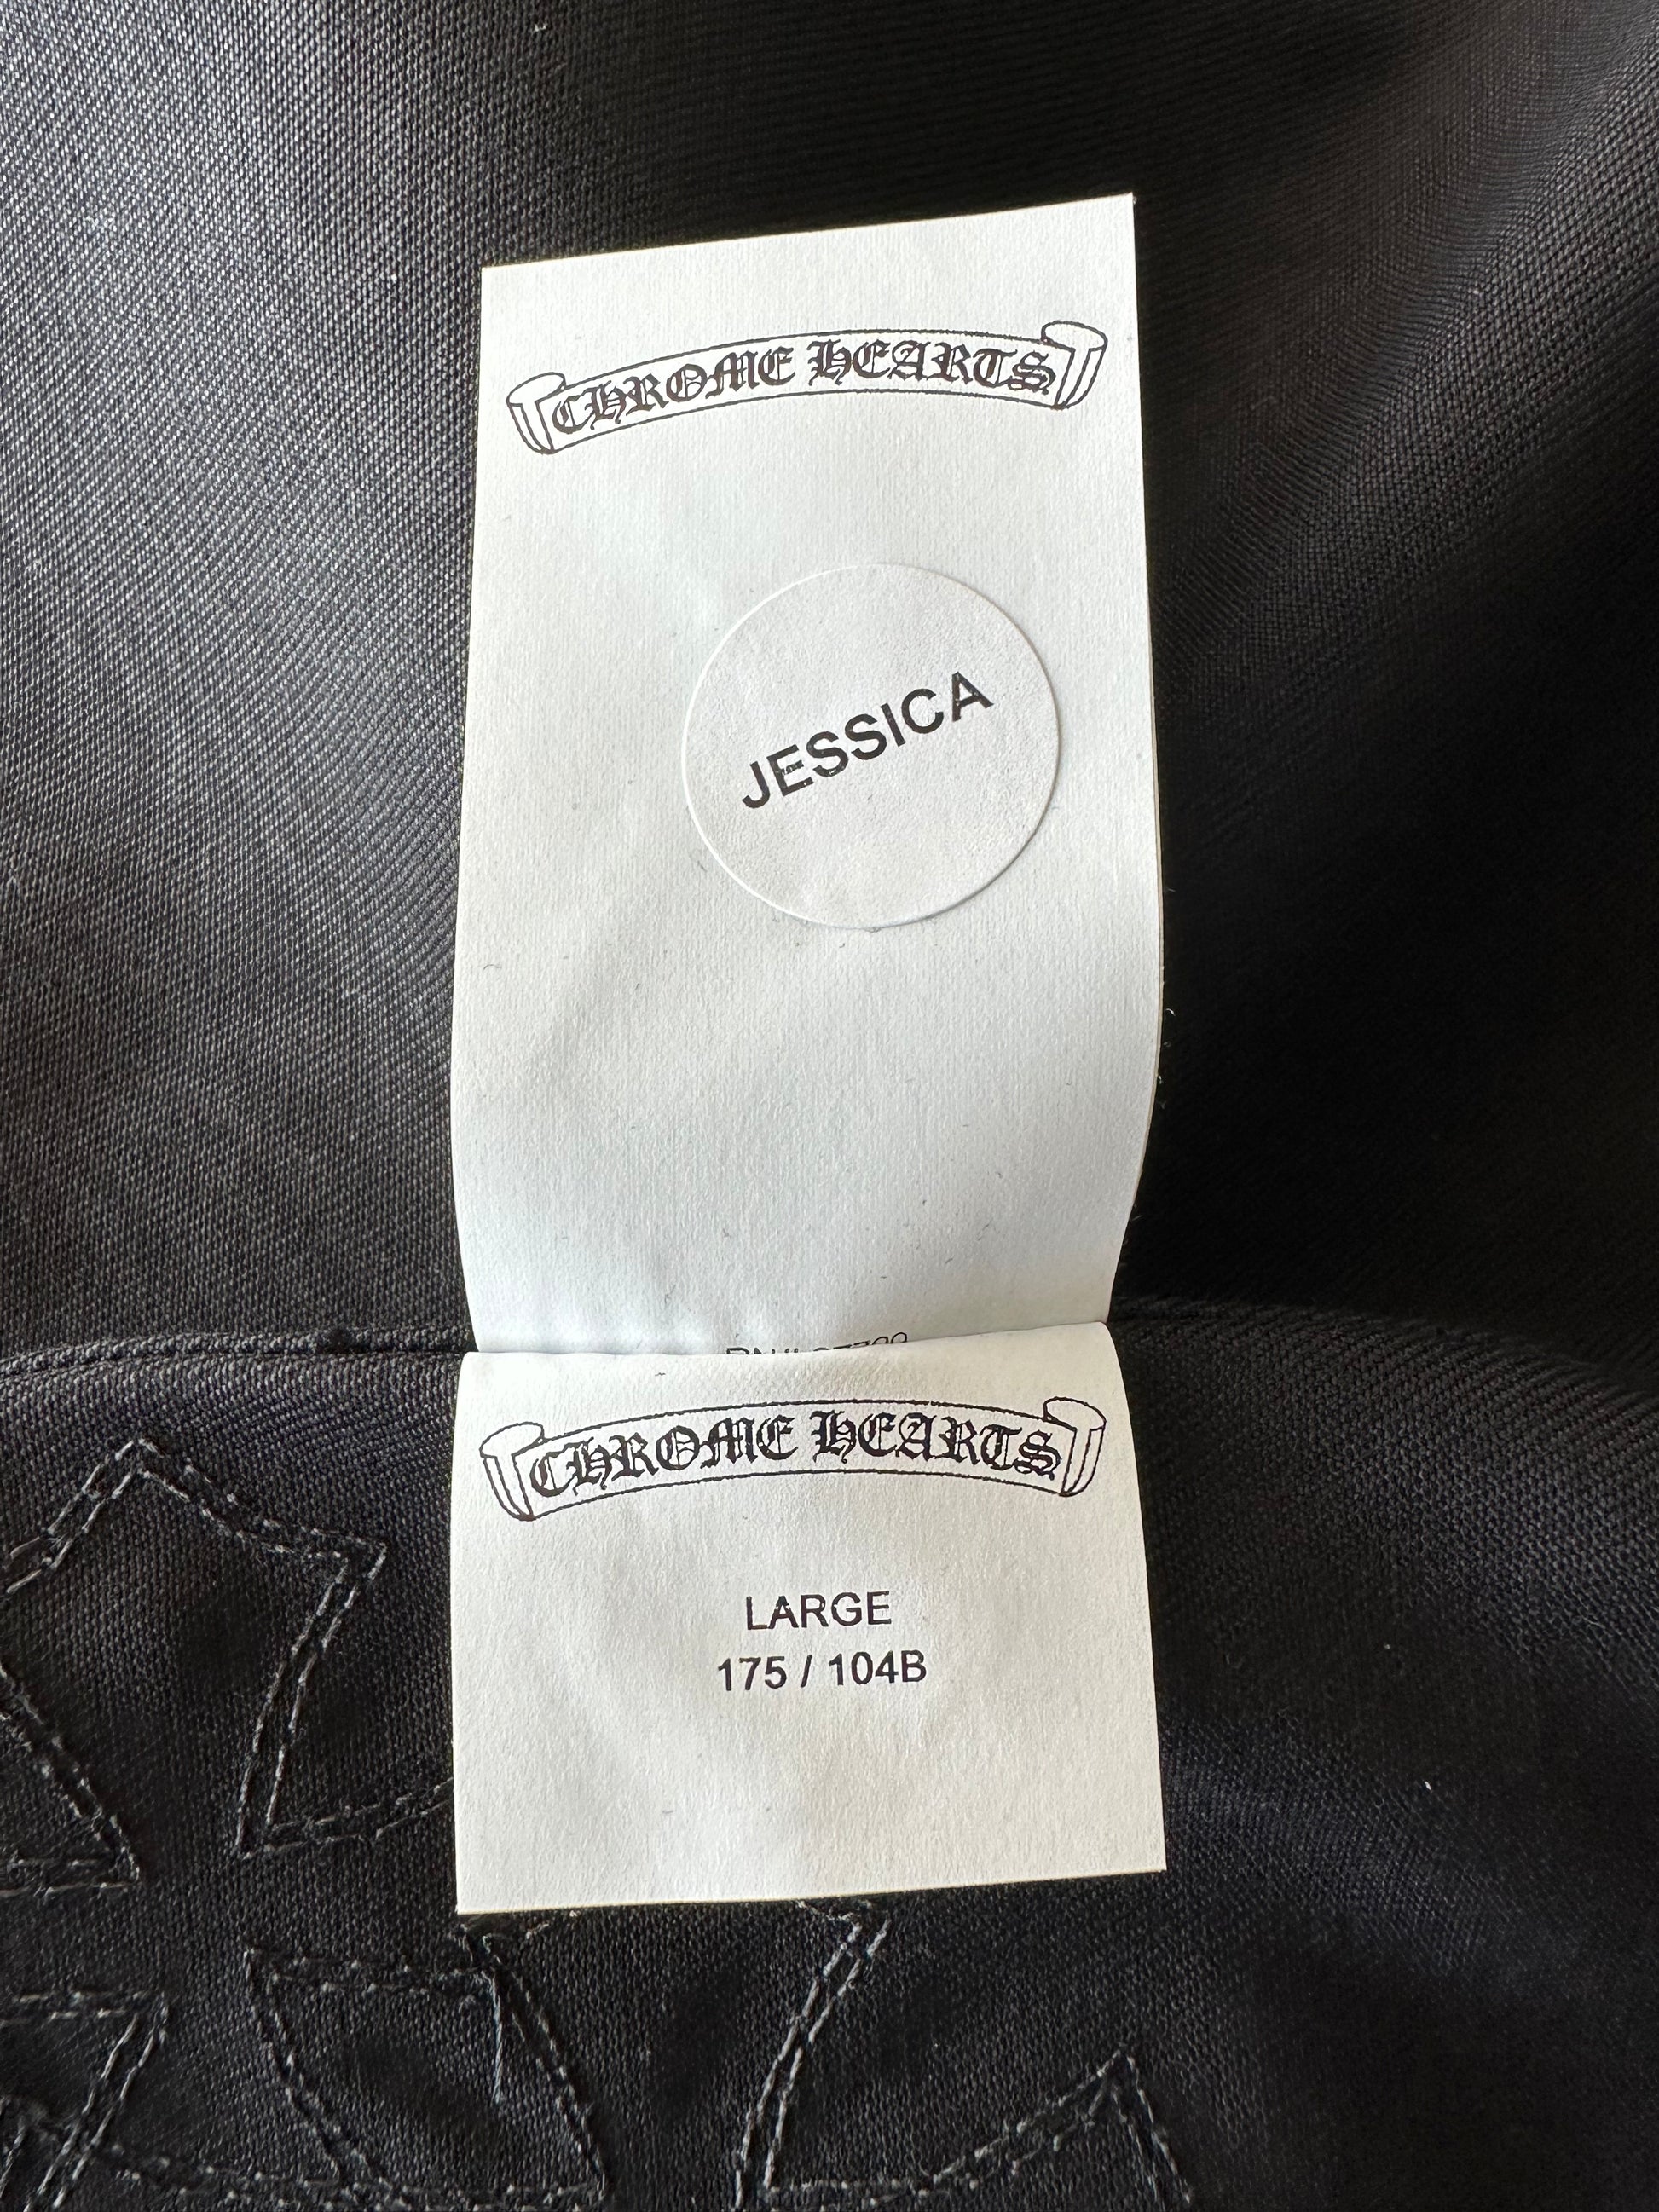 CHROME HEARTS
JESSICA
CHROME HEARTS
LARGE
175 / 104B